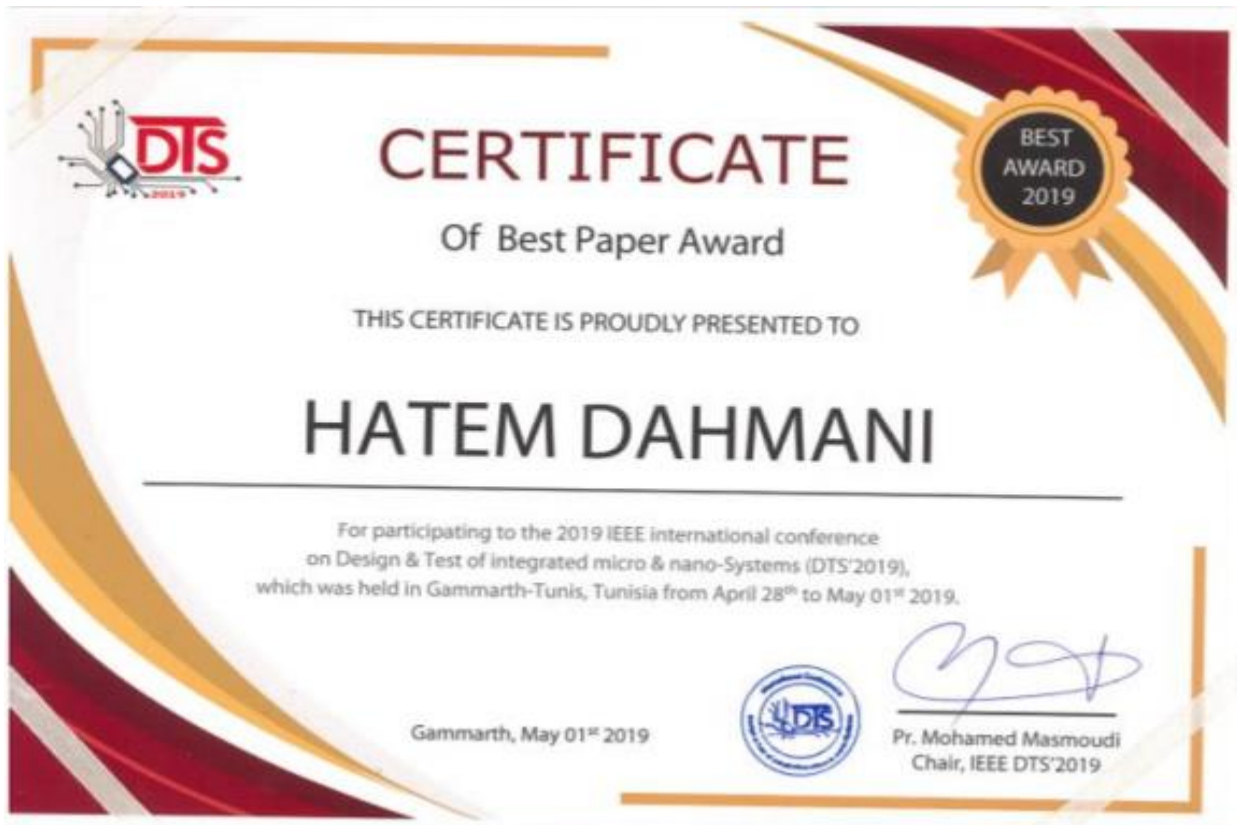 DTS
2019
CERTIFICATE
BEST
AWARD
2019
Of Best Paper Award
THIS CERTIFICATE IS PROUDLY PRESENTED TO
HATEM DAHMANI
For participating to the 2019 IEEE international conference
on Design & Test of integrated micro & nano-Systems (DTS'2019),
which was held in Gammarth-Tunis, Tunisia from April 28th to May 01st 2019.
Gammarth, May 01st 2019
International Conference
DTS
Pr. Mohamed Masmoudi
Chair, IEEE DTS'2019